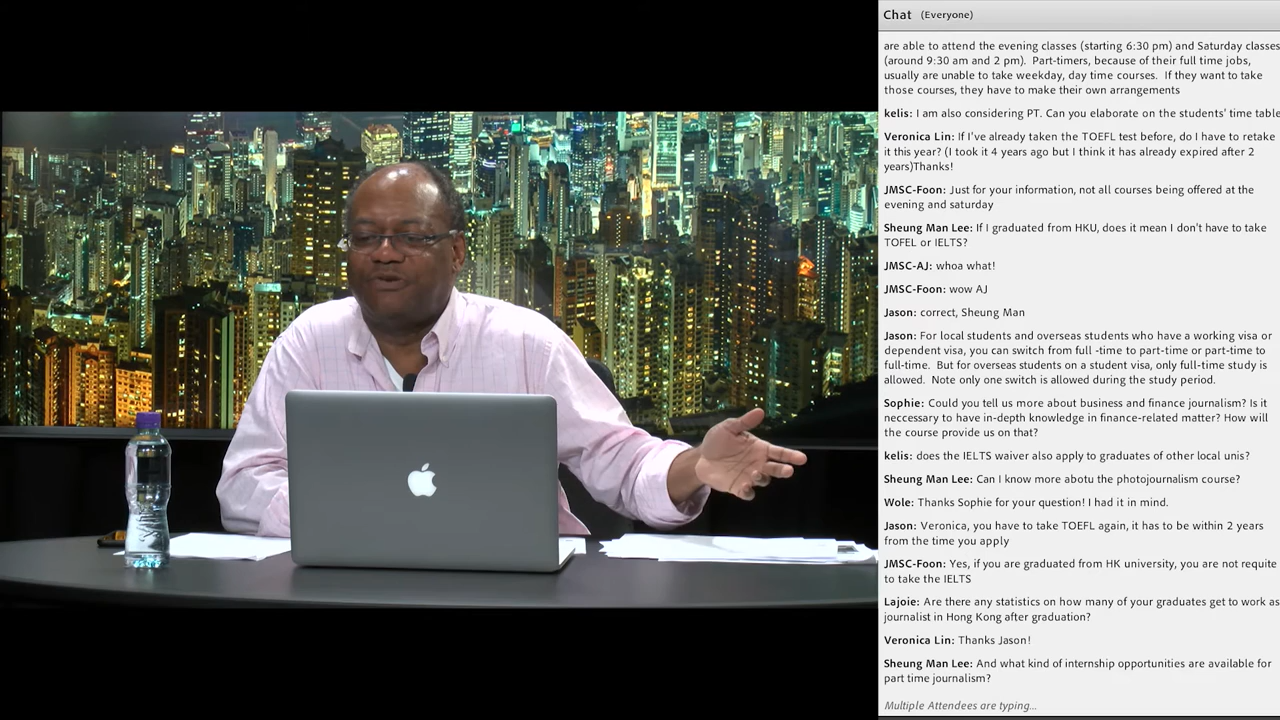 Chat (Everyone)
are able to attend the evening classes (starting 6:30 pm) and Saturday classes
(around 9:30 am and 2 pm).  Part-timers, because of their full time jobs,
usually are unable to take weekday, day time courses.  If they want to take
those courses, they have to make their own arrangements
kelis: I am also considering PT. Can you elaborate on the students' time table
Veronica Lin: If I've already taken the TOEFL test before, do I have to retake
it this year? (I took it 4 years ago but I think it has already expired after 2
years)Thanks!
JMSC-Foon: Just for your information, not all courses being offered at the
evening and saturday
Sheung Man Lee: If I graduated from HKU, does it mean I don't have to take
TOFEL or IELTS?
JMSC-AJ: whoa what!
JMSC-Foon: wow AJ
Jason: correct, Sheung Man
Jason: For local students and overseas students who have a working visa or
dependent visa, you can switch from full -time to part-time or part-time to
full-time.  But for overseas students on a student visa, only full-time study is
allowed.  Note only one switch is allowed during the study period.
Sophie: Could you tell us more about business and finance journalism? Is it
neccessary to have in-depth knowledge in finance-related matter? How will
the course provide us on that?
kelis: does the IELTS waiver also apply to graduates of other local unis?
Sheung Man Lee: Can I know more abotu the photojournalism course?
Wole: Thanks Sophie for your question! I had it in mind.
Jason: Veronica, you have to take TOEFL again, it has to be within 2 years
from the time you apply
JMSC-Foon: Yes, if you are graduated from HK university, you are not requite
to take the IELTS
Lajoie: Are there any statistics on how many of your graduates get to work as
journalist in Hong Kong after graduation?
Veronica Lin: Thanks Jason!
Sheung Man Lee: And what kind of internship opportunities are available for
part time journalism?
Multiple Attendees are typing...